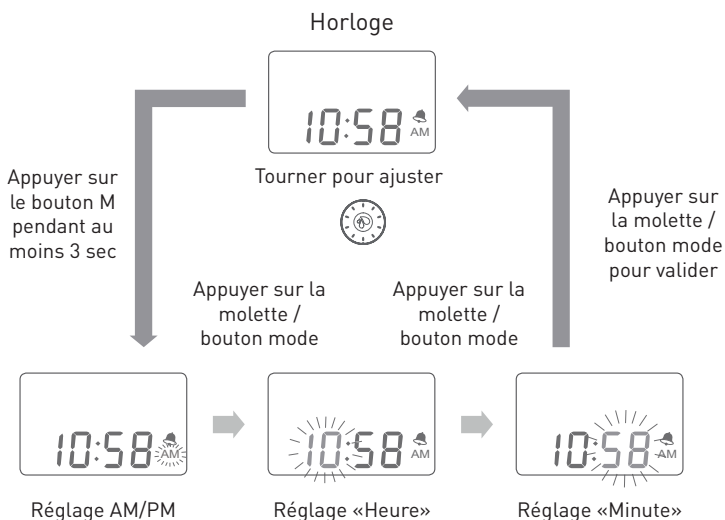 Horloge
10:58 AM
Tourner pour ajuster
Appuyer sur
le bouton M
pendant au
moins 3 sec
Appuyer sur
la molette /
bouton mode
pour valider
Appuyer sur la
molette /
bouton mode
Appuyer sur la
molette /
bouton mode
10:58 AM
10:58 AM
10:58 AM
Réglage AM/PM
Réglage «Heure»
Réglage «Minute»